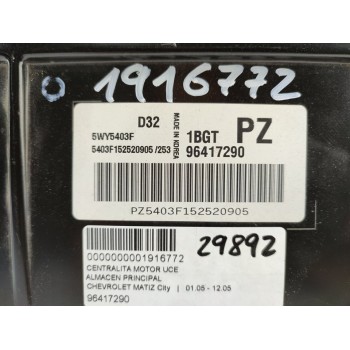 1916772
D32
5WY5403F
5403F152520905 /253
MADE IN KOREA
1BGT PZ
96417290
PZ5403F152520905
29892
0000000001916772
CENTRALITA MOTOR UCE
ALMACEN PRINCIPAL
CHEVROLET MATIZ City | 01.05 - 12.05
96417290